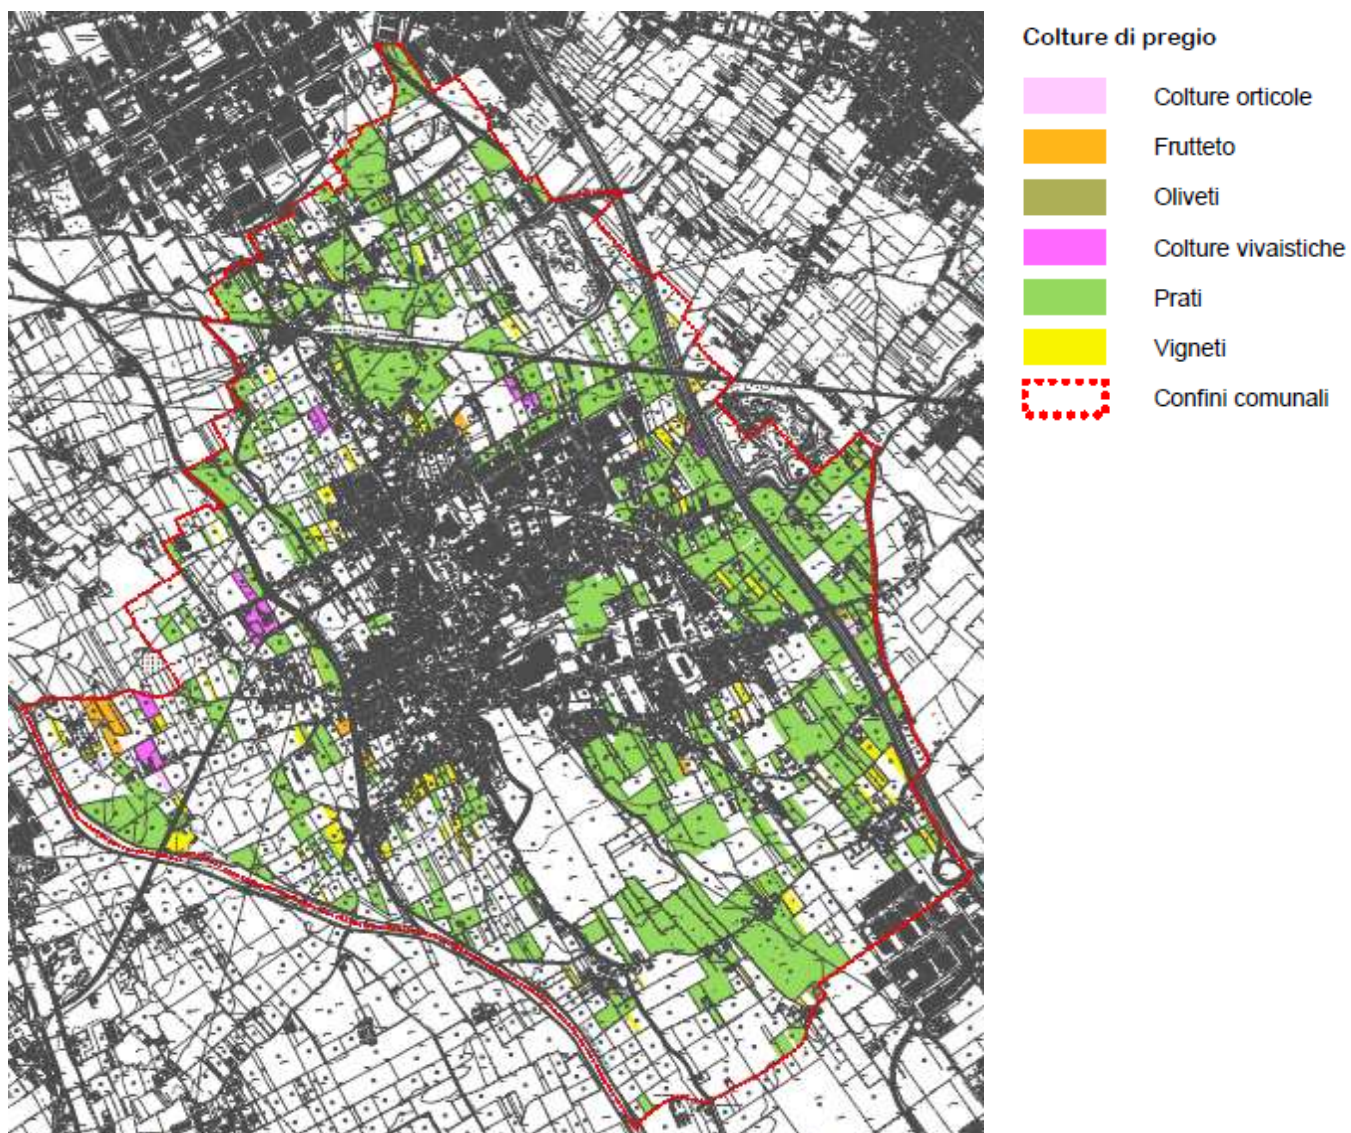 Colture di pregio
Colture orticole
Frutteto
Oliveti
Colture vivaistiche
Prati
Vigneti
Confini comunali